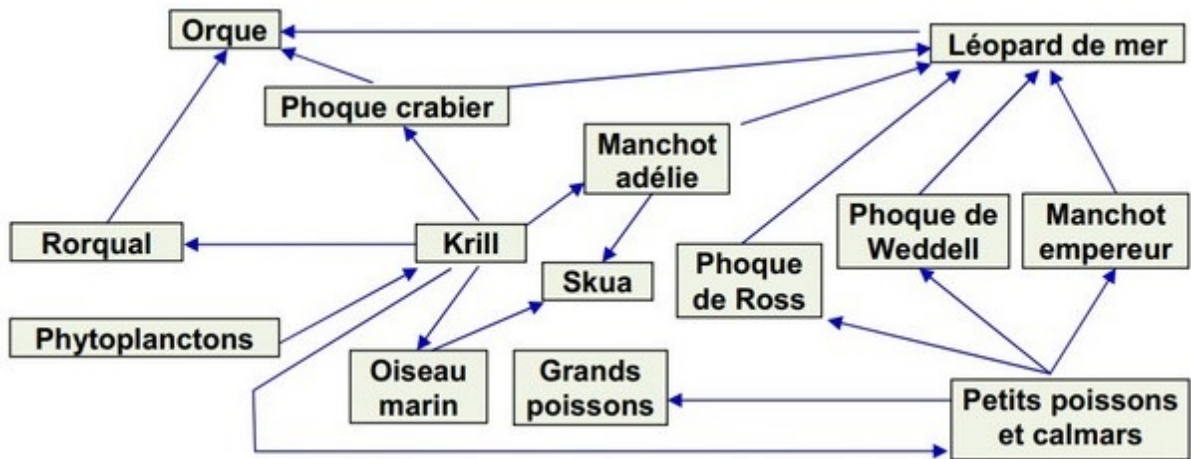 Orque
Léopard de mer
Phoque crabier
Manchot
adélie
Rorqual
Krill
Phoque de
Weddell
Manchot
empereur
Skua
Phoque
de Ross
Phytoplanctons
Oiseau
marin
Grands
poissons
Petits poissons
et calmars